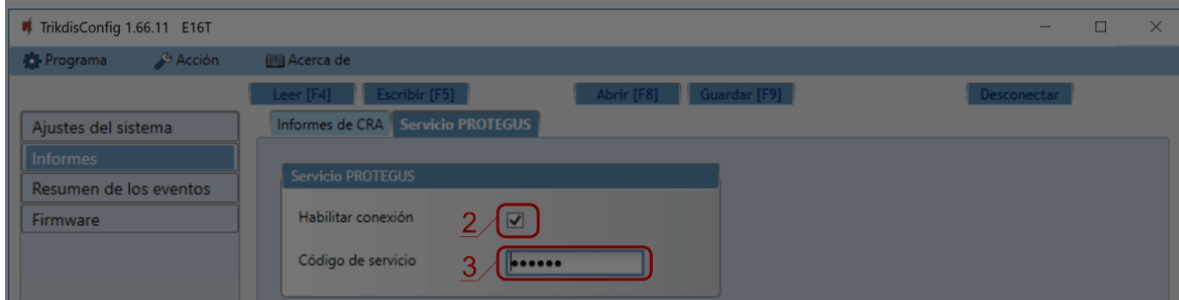 TrikdisConfig 1.66.11 E16T
Programa Acción Acerca de
Leer [F4] Escribir [F5] Abrir [F8] Guardar [F9] Desconectar
Ajustes del sistema
Informes
Resumen de los eventos
Firmware
Informes de CRA Servicio PROTEGUS
Servicio PROTEGUS
Habilitar conexión 2
Código de servicio 3 ••••••